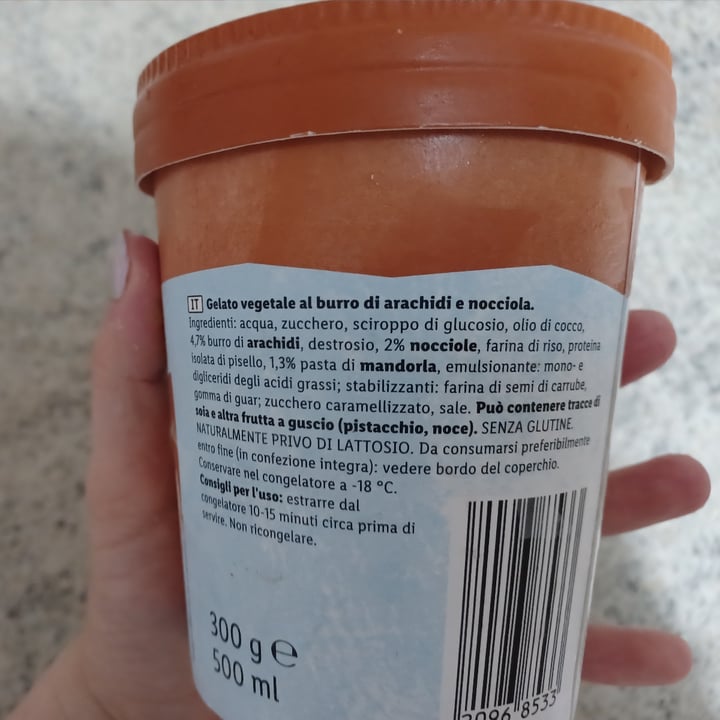 IT Gelato vegetale al burro di arachidi e nocciola.
Ingredienti: acqua, zucchero, sciroppo di glucosio, olio di cocco,
4,7% burro di arachidi, destrosio, 2% nocciole, farina di riso, proteina
isolata di pisello, 1,3% pasta di mandorla, emulsionante: mono- e
digliceridi degli acidi grassi; stabilizzanti: farina di semi di carrube,
gomma di guar; zucchero caramellizzato, sale. Può contenere tracce di
soia e altra frutta a guscio (pistacchio, noce). SENZA GLUTINE.
NATURALMENTE PRIVO DI LATTOSIO. Da consumarsi preferibilmente
entro fine (in confezione integra): vedere bordo del coperchio.
Conservare nel congelatore a -18 °C.
Consigli per l'uso: estrarre dal
congelatore 10-15 minuti circa prima di
servire. Non ricongelare.
300 g e
500 ml
8533